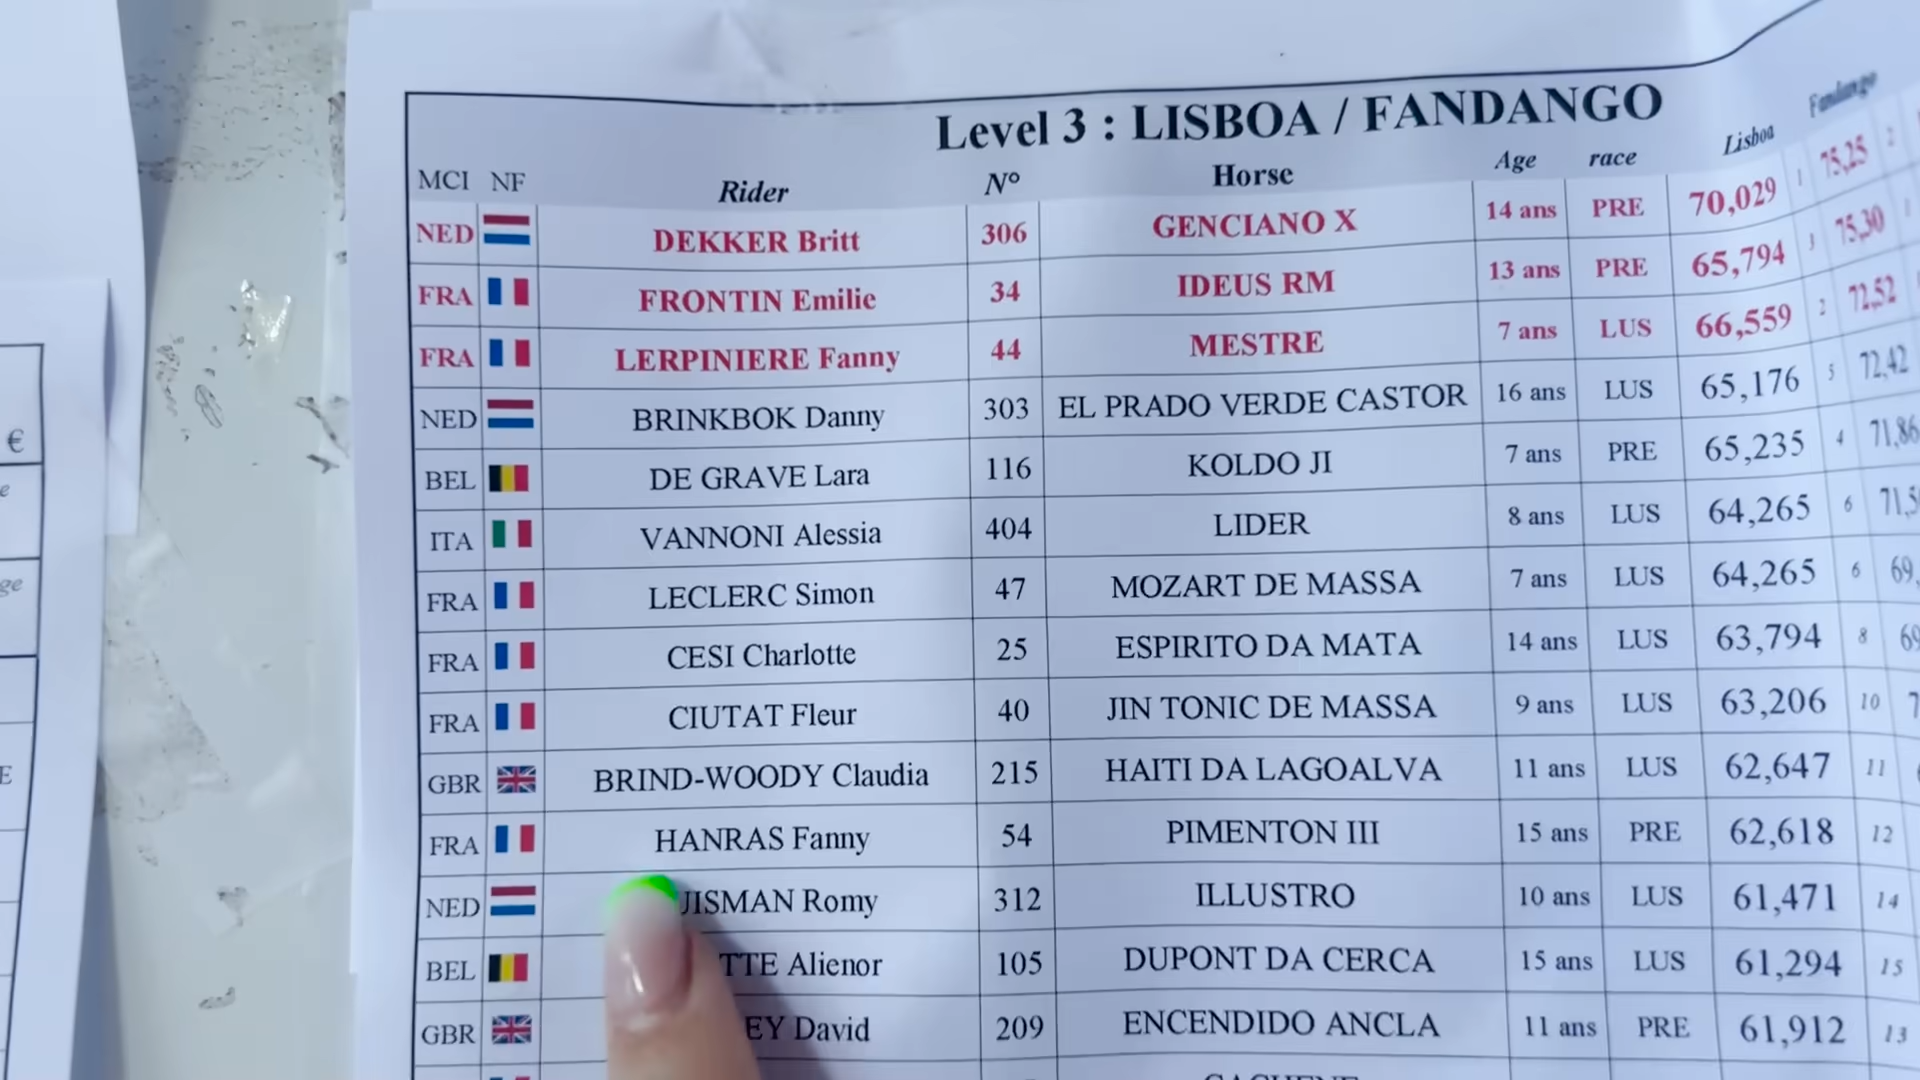 Level 3 : LISBOA / FANDANGO
MCI NF Rider N° Horse Age race Lisboa Fandango
NED DEKKER Britt 306 GENCIANO X 14 ans PRE 70,029 1 75,25 2
FRA FRONTIN Emilie 34 IDEUS RM 13 ans PRE 65,794 3 75,30 1
FRA LERPINIERE Fanny 44 MESTRE 7 ans LUS 66,559 2 72,52
NED BRINKBOK Danny 303 EL PRADO VERDE CASTOR 16 ans LUS 65,176 5 72,42
BEL DE GRAVE Lara 116 KOLDO JI 7 ans PRE 65,235 4 71,86
ITA VANNONI Alessia 404 LIDER 8 ans LUS 64,265 6 71,5
FRA LECLERC Simon 47 MOZART DE MASSA 7 ans LUS 64,265 6 69,
FRA CESI Charlotte 25 ESPIRITO DA MATA 14 ans LUS 63,794 8 69
FRA CIUTAT Fleur 40 JIN TONIC DE MASSA 9 ans LUS 63,206 10 7
GBR BRIND-WOODY Claudia 215 HAITI DA LAGOALVA 11 ans LUS 62,647 11
FRA HANRAS Fanny 54 PIMENTON III 15 ans PRE 62,618 12
NED UISMAN Romy 312 ILLUSTRO 10 ans LUS 61,471 14
BEL TTE Alienor 105 DUPONT DA CERCA 15 ans LUS 61,294 15
GBR EY David 209 ENCENDIDO ANCLA 11 ans PRE 61,912 13
€
e
ge
E